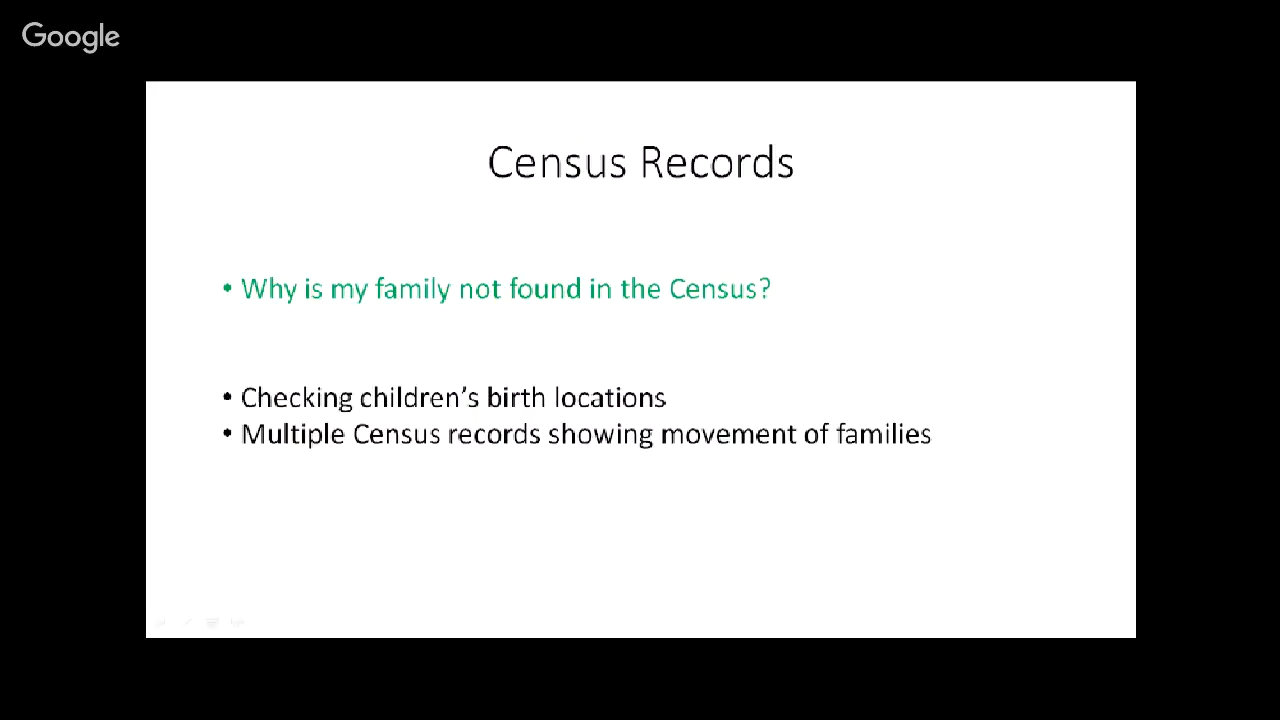 Google
Census Records
• Why is my family not found in the Census?
• Checking children's birth locations
• Multiple Census records showing movement of families